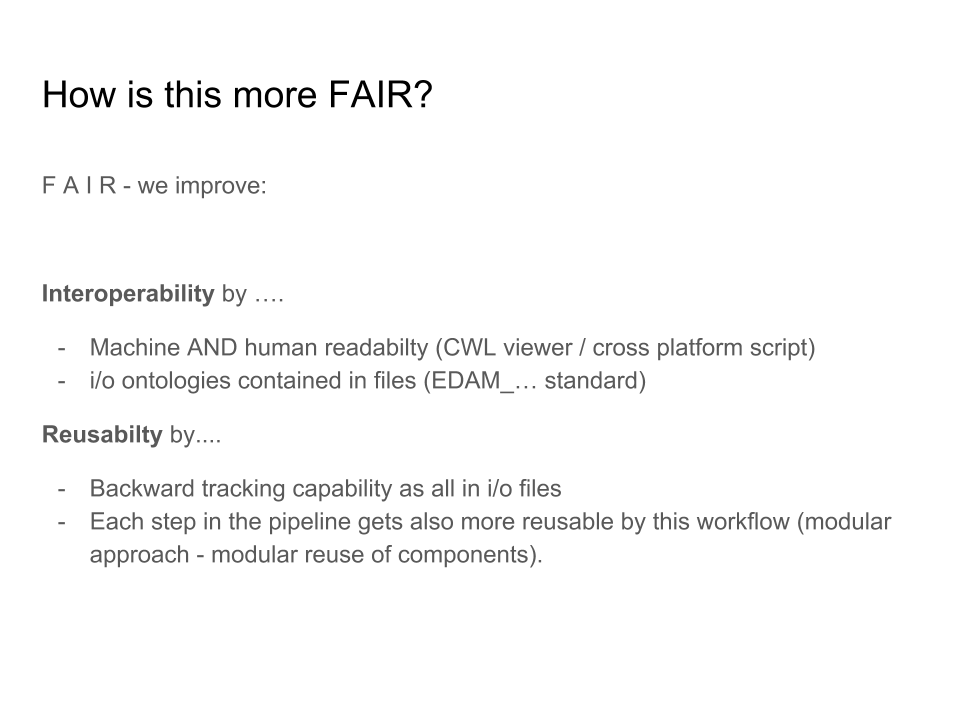 How is this more FAIR?
F A I R - we improve:
Interoperability by ….
- Machine AND human readabilty (CWL viewer / cross platform script)
- i/o ontologies contained in files (EDAM_… standard)
Reusabilty by....
- Backward tracking capability as all in i/o files
- Each step in the pipeline gets also more reusable by this workflow (modular
approach - modular reuse of components).